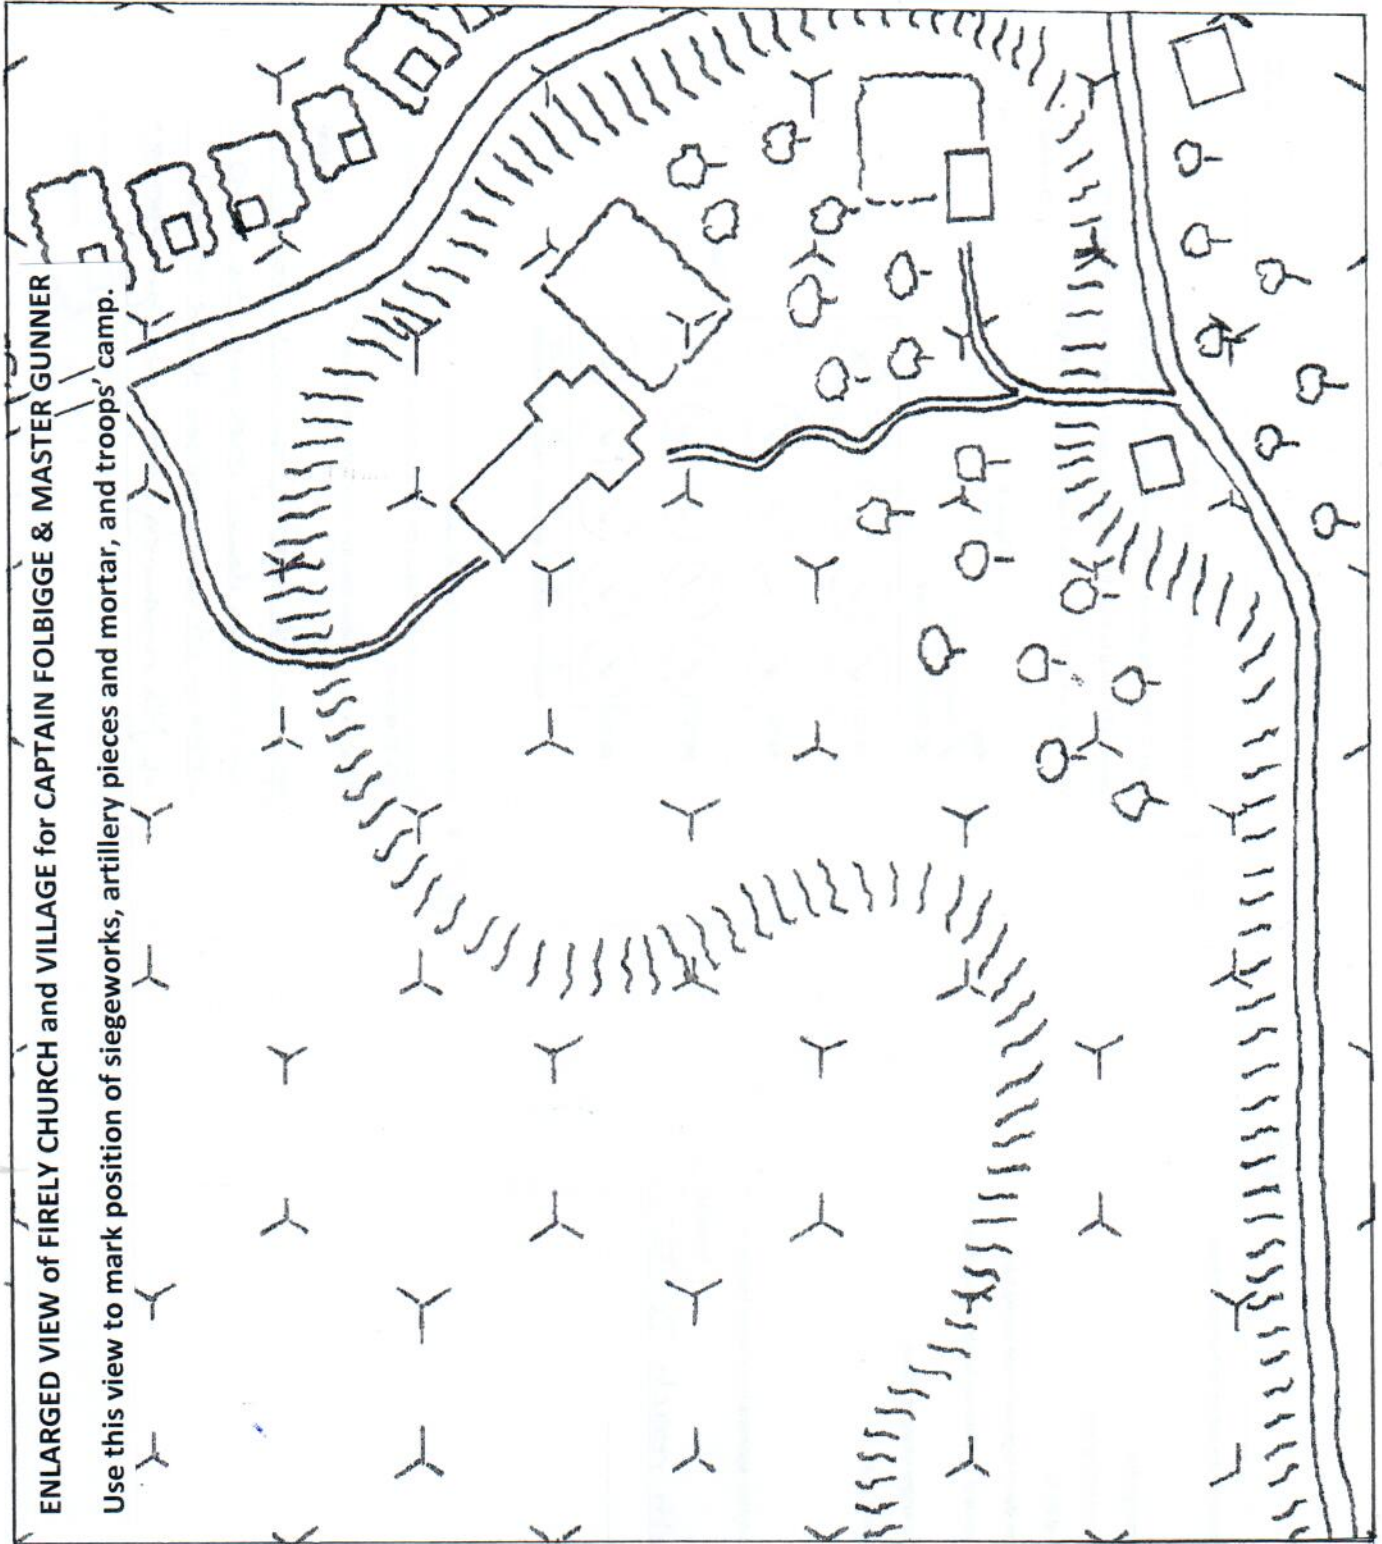 ENLARGED VIEW of FIRELY CHURCH and VILLAGE for CAPTAIN FOLBIGGE & MASTER GUNNER
Use this view to mark position of siegeworks, artillery pieces and mortar, and troops' camp.